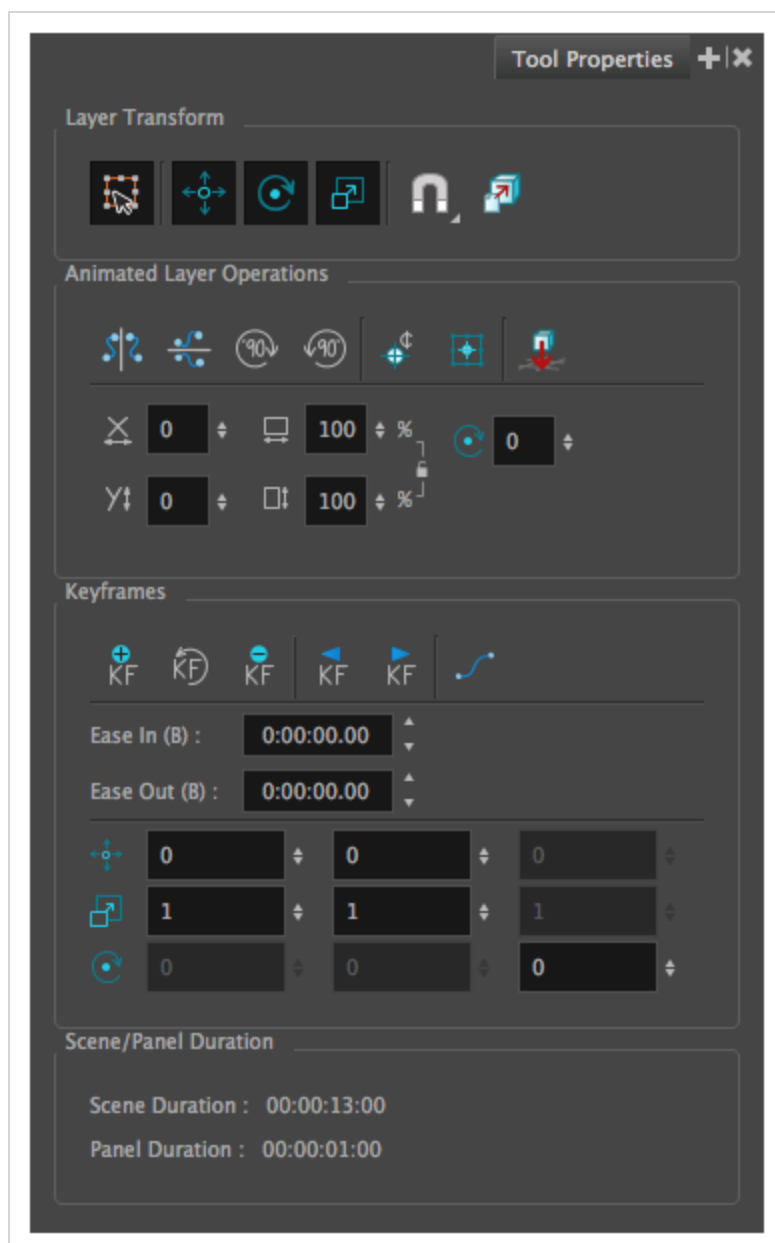 Tool Properties
Layer Transform
Animated Layer Operations
90 90°
X 0 100 % 0
Y 0 100 %
Keyframes
KF KF KF KF KF
Ease In (B) : 0:00:00.00
Ease Out (B) : 0:00:00.00
0 0 0
1 1 1
0 0 0
Scene/Panel Duration
Scene Duration : 00:00:13:00
Panel Duration : 00:00:01:00